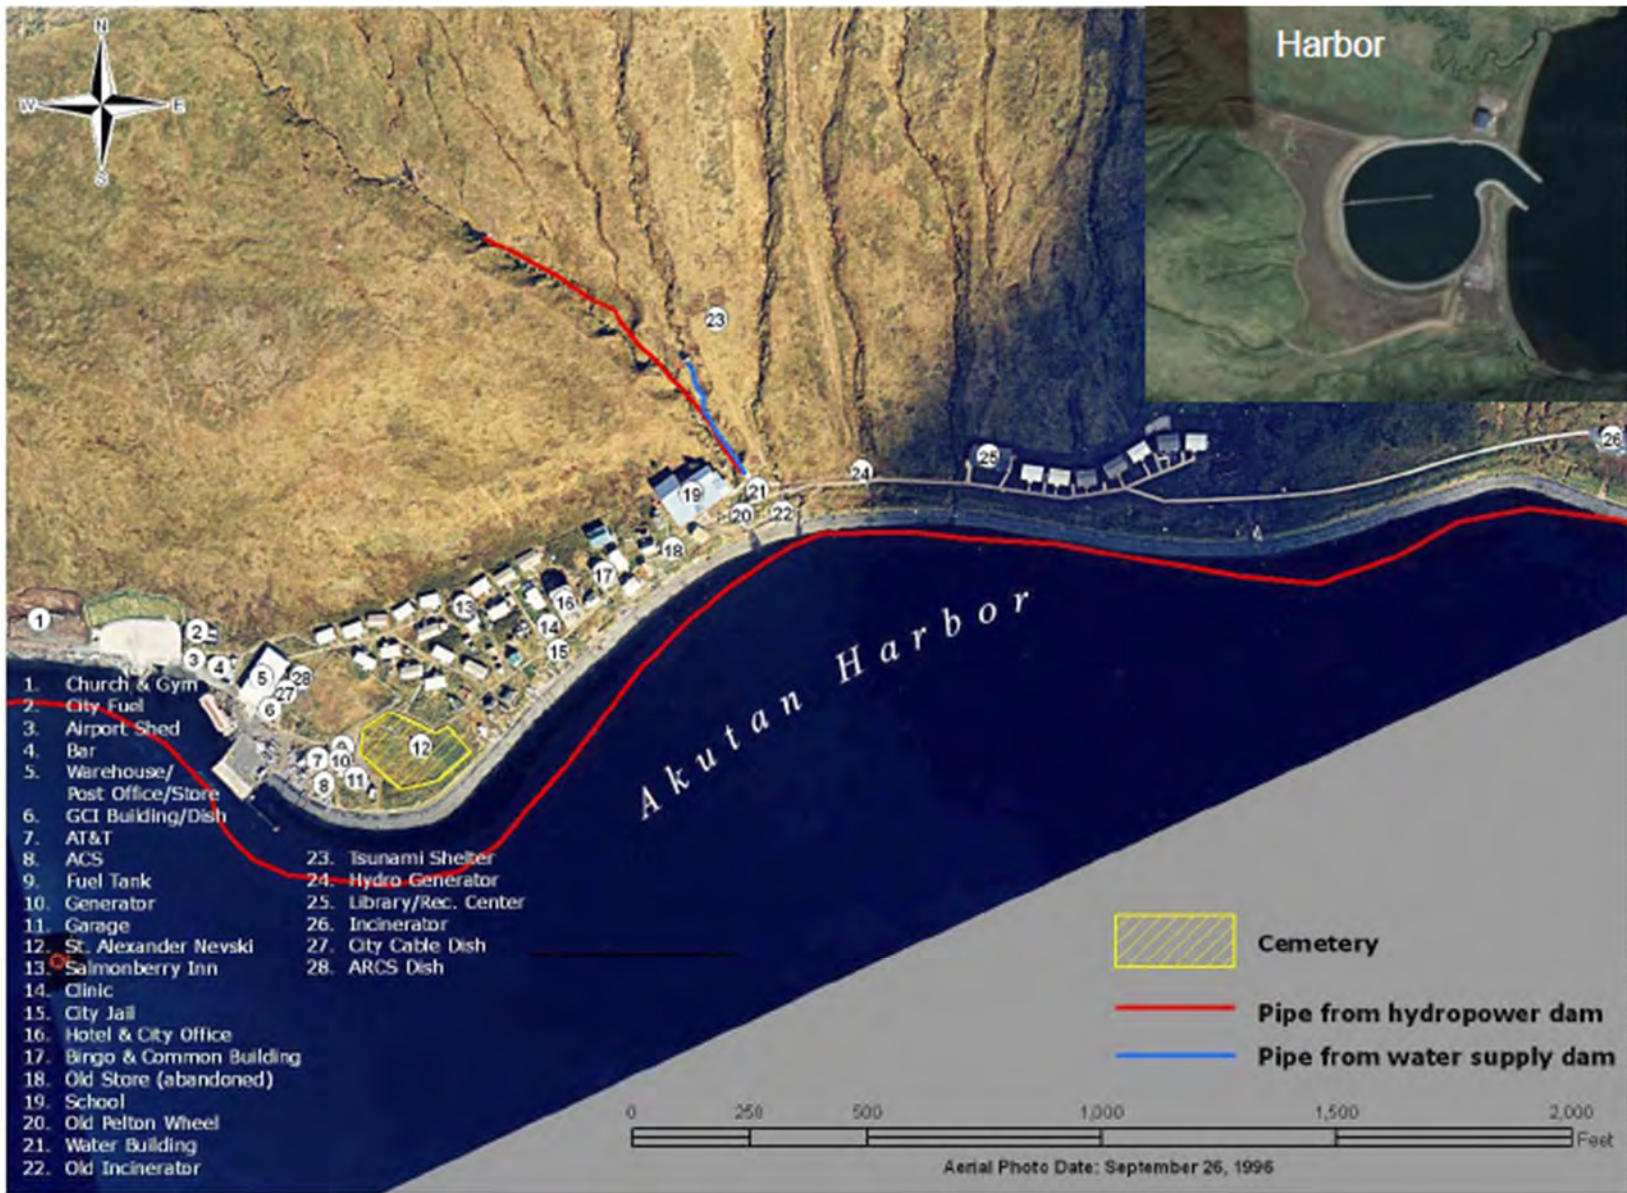 N
W E
S
Harbor
23
26
25
24
19
21
20
22
18
17
16
13
14
15
1
2
3
4
5
28
27
6
7
10
11
8
12
Akutan Harbor
1. Church & Gym
2. City Fuel
3. Airport Shed
4. Bar
5. Warehouse/
Post Office/Store
6. GCI Building/Dish
7. AT&T
8. ACS
9. Fuel Tank
10. Generator
11. Garage
12. St. Alexander Nevski
13. Salmonberry Inn
14. Clinic
15. City Jail
16. Hotel & City Office
17. Bingo & Common Building
18. Old Store (abandoned)
19. School
20. Old Pelton Wheel
21. Water Building
22. Old Incinerator
23. Tsunami Shelter
24. Hydro Generator
25. Library/Rec. Center
26. Incinerator
27. City Cable Dish
28. ARCS Dish
Cemetery
Pipe from hydropower dam
Pipe from water supply dam
0 250 500 1,000 1,500 2,000
Feet
Aerial Photo Date: September 26, 1996